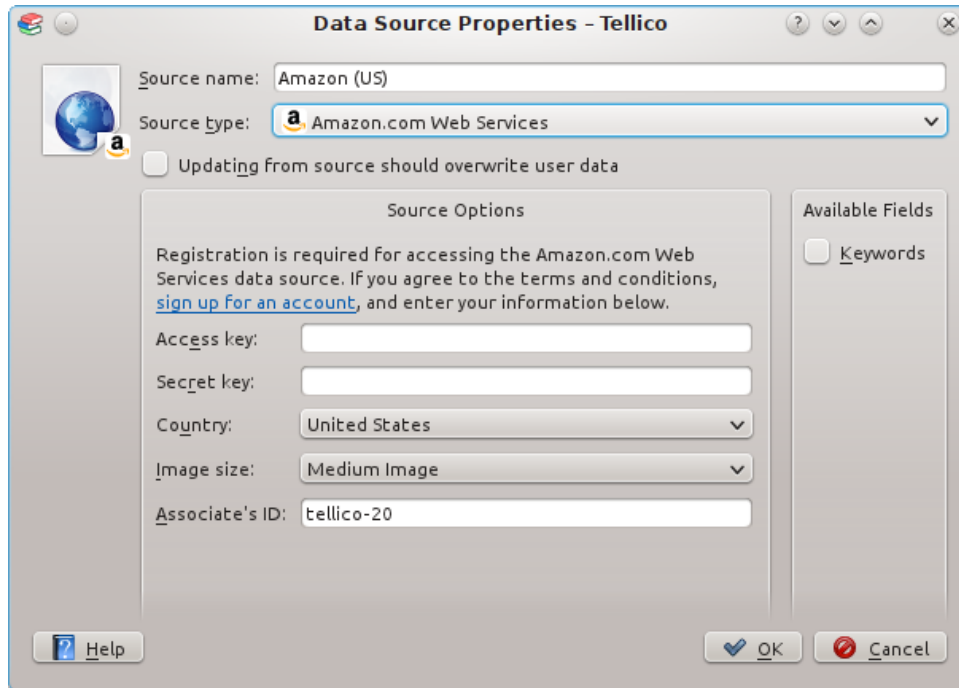 Data Source Properties – Tellico
Source name: Amazon (US)
Source type: Amazon.com Web Services
Updating from source should overwrite user data
Source Options
Registration is required for accessing the Amazon.com Web
Services data source. If you agree to the terms and conditions,
sign up for an account, and enter your information below.
Access key:
Secret key:
Country: United States
Image size: Medium Image
Associate's ID: tellico-20
Available Fields
Keywords
Help
OK
Cancel